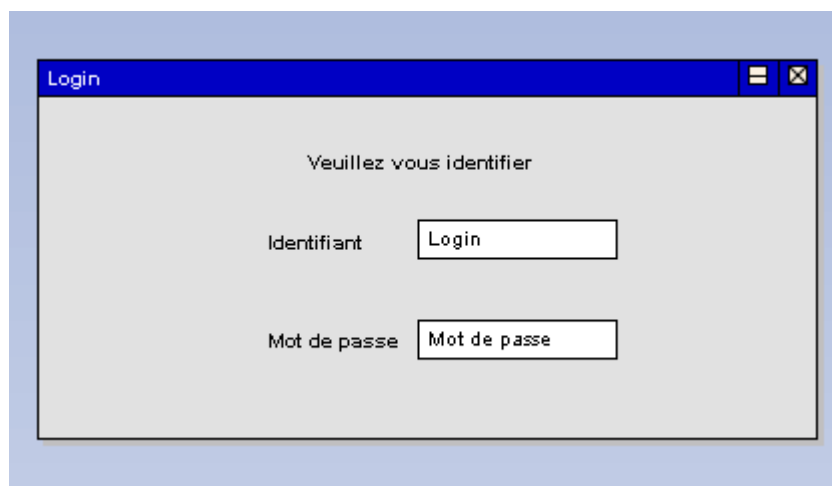 Login
Veuillez vous identifier
Identifiant Login
Mot de passe Mot de passe